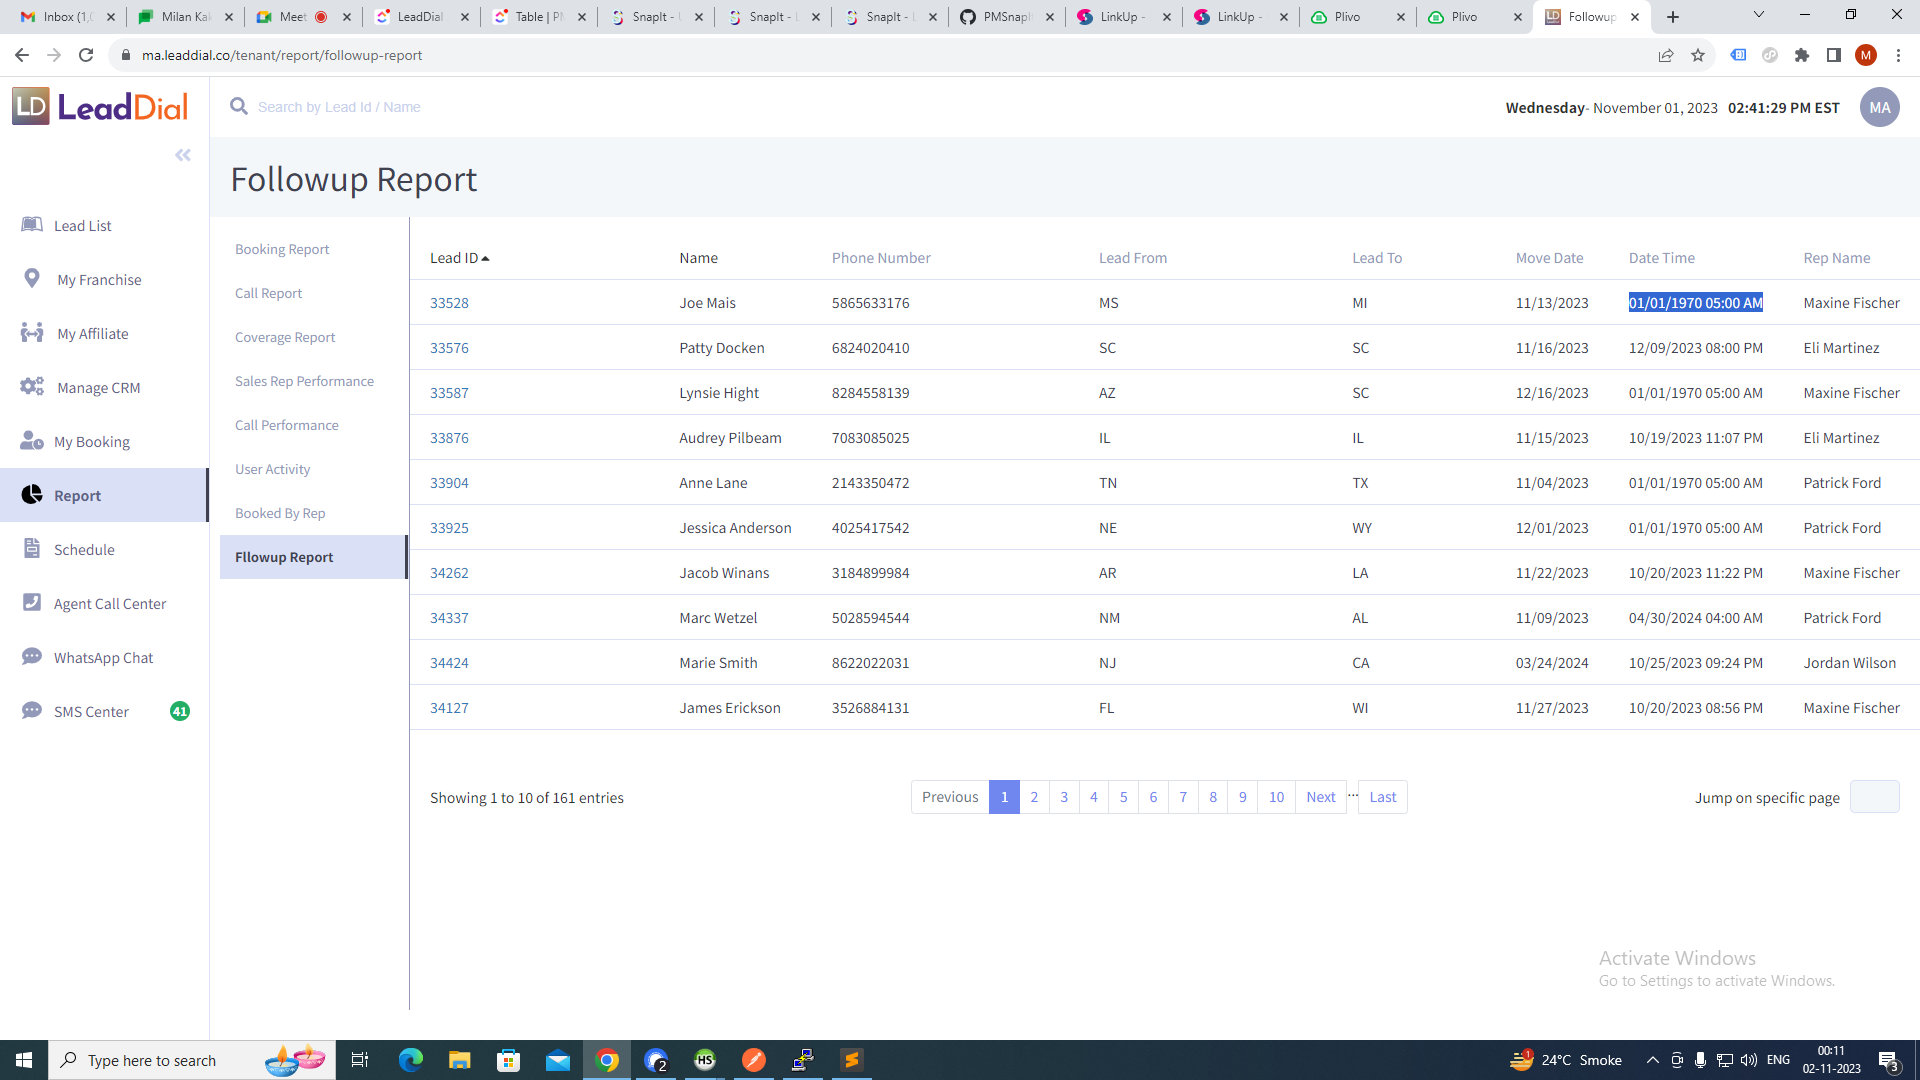 Inbox (1,
Milan Kal
Meet
LeadDial
Table | PM
SnapIt -
SnapIt -
SnapIt -
PMSnapI
LinkUp -
LinkUp -
Plivo
Plivo
Followup
ma.leaddial.co/tenant/report/followup-report
M
LD LeadDial
Search by Lead Id / Name
Wednesday- November 01, 2023 02:41:29 PM EST
MA
Followup Report
Lead List
My Franchise
My Affiliate
Manage CRM
My Booking
Report
Schedule
Agent Call Center
WhatsApp Chat
SMS Center 41
Booking Report
Call Report
Coverage Report
Sales Rep Performance
Call Performance
User Activity
Booked By Rep
Fllowup Report
Lead ID Name Phone Number Lead From Lead To Move Date Date Time Rep Name
33528 Joe Mais 5865633176 MS MI 11/13/2023 01/01/1970 05:00 AM Maxine Fischer
33576 Patty Docken 6824020410 SC SC 11/16/2023 12/09/2023 08:00 PM Eli Martinez
33587 Lynsie Hight 8284558139 AZ SC 12/16/2023 01/01/1970 05:00 AM Maxine Fischer
33876 Audrey Pilbeam 7083085025 IL IL 11/15/2023 10/19/2023 11:07 PM Eli Martinez
33904 Anne Lane 2143350472 TN TX 11/04/2023 01/01/1970 05:00 AM Patrick Ford
33925 Jessica Anderson 4025417542 NE WY 12/01/2023 01/01/1970 05:00 AM Patrick Ford
34262 Jacob Winans 3184899984 AR LA 11/22/2023 10/20/2023 11:22 PM Maxine Fischer
34337 Marc Wetzel 5028594544 NM AL 11/09/2023 04/30/2024 04:00 AM Patrick Ford
34424 Marie Smith 8622022031 NJ CA 03/24/2024 10/25/2023 09:24 PM Jordan Wilson
34127 James Erickson 3526884131 FL WI 11/27/2023 10/20/2023 08:56 PM Maxine Fischer
Showing 1 to 10 of 161 entries
Previous 1 2 3 4 5 6 7 8 9 10 Next ... Last
Jump on specific page
Activate Windows
Go to Settings to activate Windows.
Type here to search
2
HS
1
24°C Smoke
ENG
00:11
02-11-2023
3